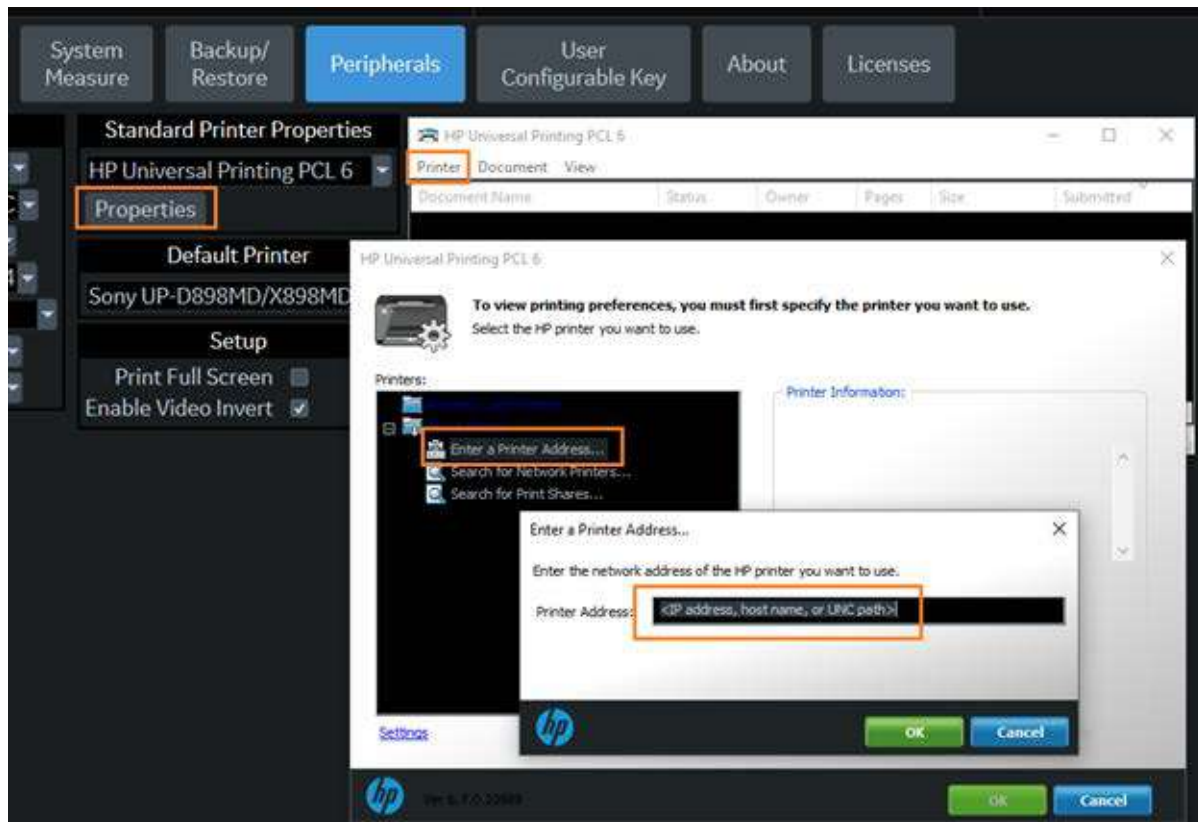 System
Measure
Backup/
Restore
Peripherals
User
Configurable Key
About
Licenses
Standard Printer Properties
HP Universal Printing PCL 6
Properties
Default Printer
Sony UP-D898MD/X898MD
Setup
Print Full Screen
Enable Video Invert
HP Universal Printing PCL 6
Printer Document View
Document Name Status Owner Pages Size Submitted
HP Universal Printing PCL 6
To view printing preferences, you must first specify the printer you want to use.
Select the HP printer you want to use.
Printers:
Enter a Printer Address...
Search for Network Printers...
Search for Print Shares...
Printer Information:
Enter a Printer Address...
Enter the network address of the HP printer you want to use.
Printer Address: <IP address, host name, or UNC path>
hp
OK Cancel
Settings
hp
OK Cancel